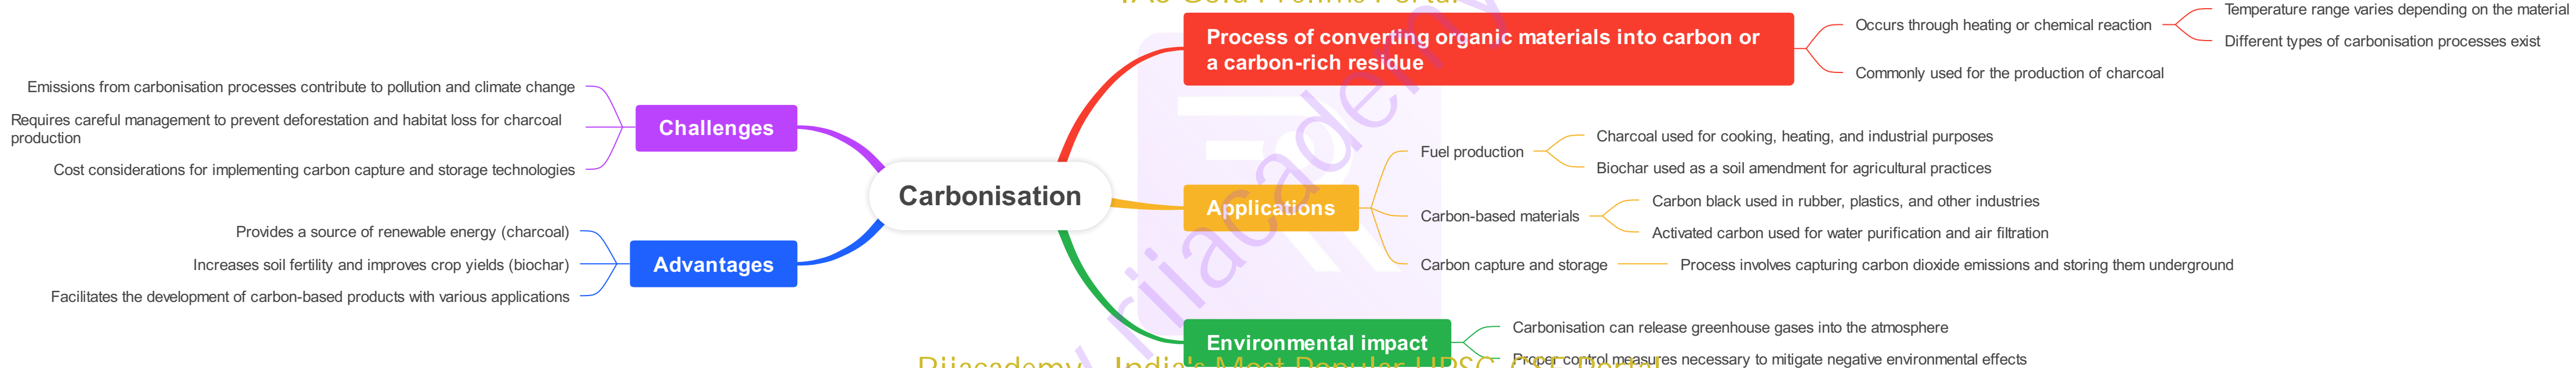 Carbonisation
Process of converting organic materials into carbon or
a carbon-rich residue
Occurs through heating or chemical reaction
Temperature range varies depending on the material
Different types of carbonisation processes exist
Commonly used for the production of charcoal
Applications
Fuel production
Charcoal used for cooking, heating, and industrial purposes
Biochar used as a soil amendment for agricultural practices
Carbon-based materials
Carbon black used in rubber, plastics, and other industries
Activated carbon used for water purification and air filtration
Carbon capture and storage
Process involves capturing carbon dioxide emissions and storing them underground
Environmental impact
Carbonisation can release greenhouse gases into the atmosphere
Proper control measures necessary to mitigate negative environmental effects
Challenges
Emissions from carbonisation processes contribute to pollution and climate change
Requires careful management to prevent deforestation and habitat loss for charcoal
production
Cost considerations for implementing carbon capture and storage technologies
Advantages
Provides a source of renewable energy (charcoal)
Increases soil fertility and improves crop yields (biochar)
Facilitates the development of carbon-based products with various applications
rijacademy
Rijacademy India's Most Popular UPSC CSE Portal